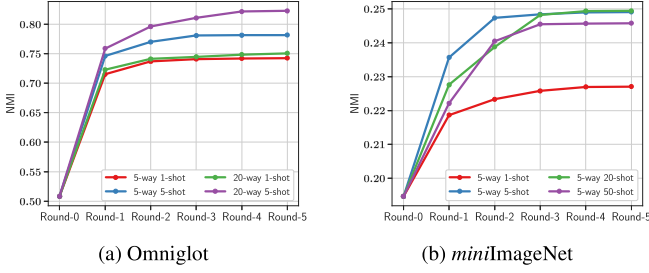 0.80
0.75
0.70
0.65
0.60
0.55
0.50
NMI
5-way 1-shot
5-way 5-shot
20-way 1-shot
20-way 5-shot
Round-0 Round-1 Round-2 Round-3 Round-4 Round-5
(a) Omniglot
0.25
0.24
0.23
0.22
0.21
0.20
NMI
5-way 1-shot
5-way 5-shot
5-way 20-shot
5-way 50-shot
Round-0 Round-1 Round-2 Round-3 Round-4 Round-5
(b) miniImageNet